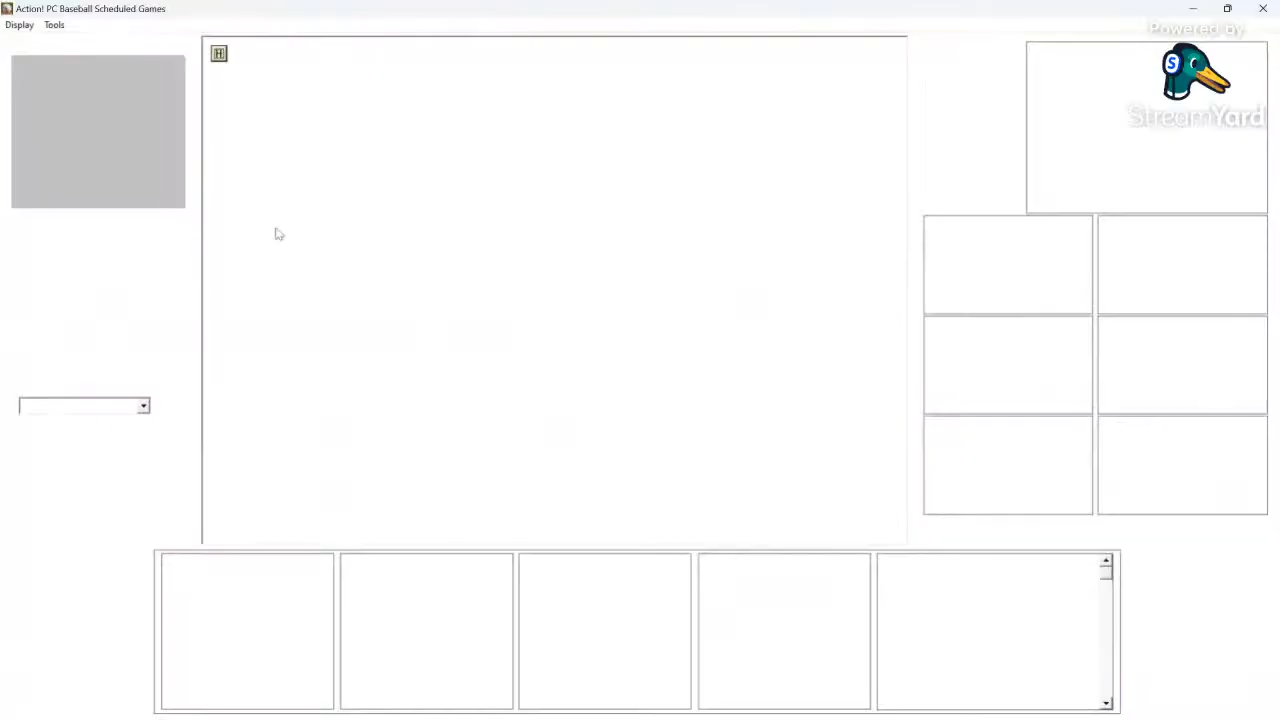 Action! PC Baseball Scheduled Games
Display Tools
Powered by
S
StreamYard
H